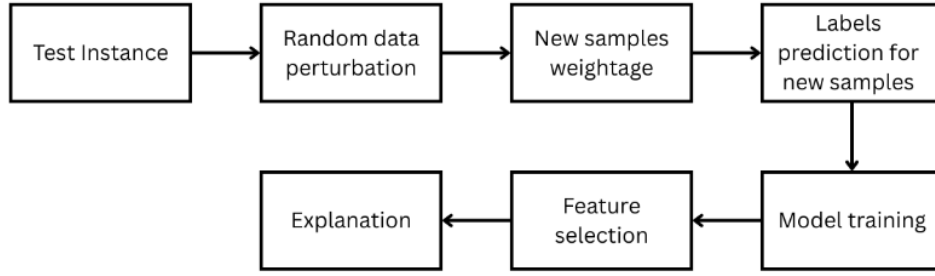 Test Instance
Random data
perturbation
New samples
weightage
Labels
prediction for
new samples
Model training
Feature
selection
Explanation